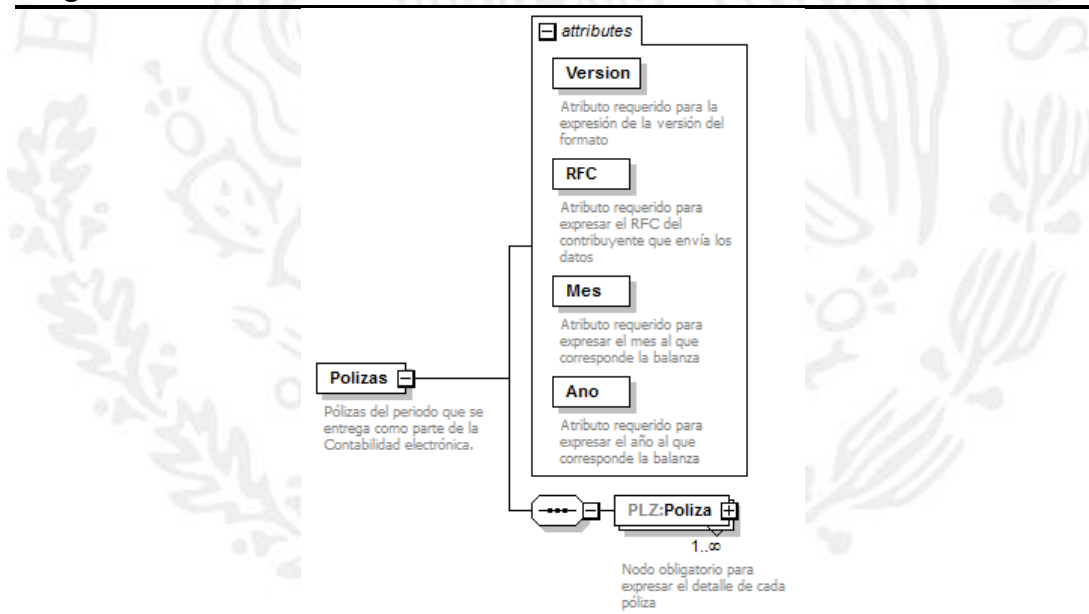 attributes
Version
Atributo requerido para la
expresión de la versión del
formato
RFC
Atributo requerido para
expresar el RFC del
contribuyente que envía los
datos
Mes
Atributo requerido para
expresar el mes al que
corresponde la balanza
Ano
Atributo requerido para
expresar el año al que
corresponde la balanza
Polizas
Pólizas del periodo que se
entrega como parte de la
Contabilidad electrónica.
PLZ:Poliza
1..∞
Nodo obligatorio para
expresar el detalle de cada
póliza